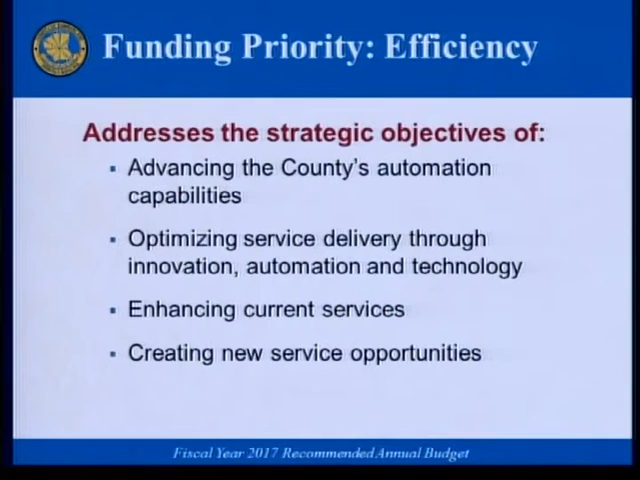 Funding Priority: Efficiency
Addresses the strategic objectives of:
▪ Advancing the County's automation
capabilities
▪ Optimizing service delivery through
innovation, automation and technology
▪ Enhancing current services
▪ Creating new service opportunities
Fiscal Year 2017 Recommended Annual Budget